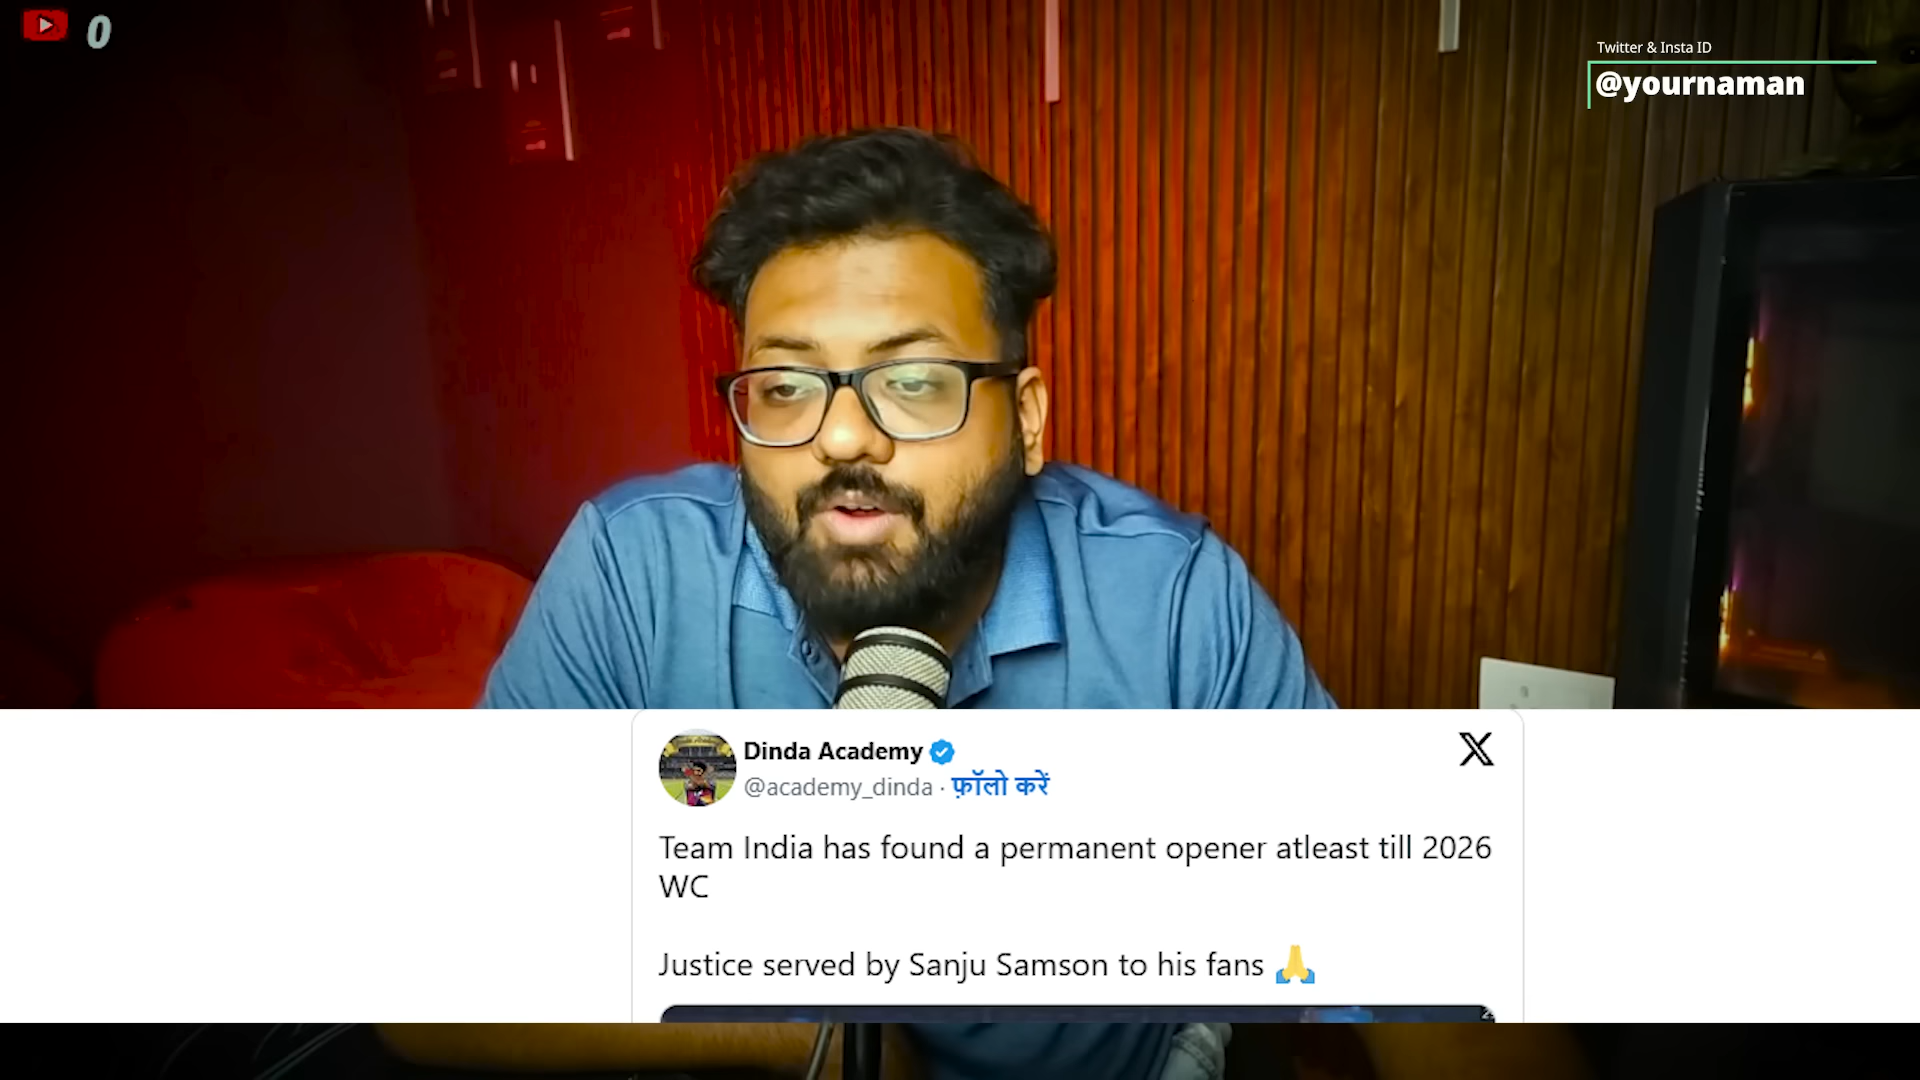 0
Twitter & Insta ID
@yournaman
Dinda Academy
@academy_dinda · फ़ॉलो करें
Team India has found a permanent opener atleast till 2026
WC
Justice served by Sanju Samson to his fans 🙏